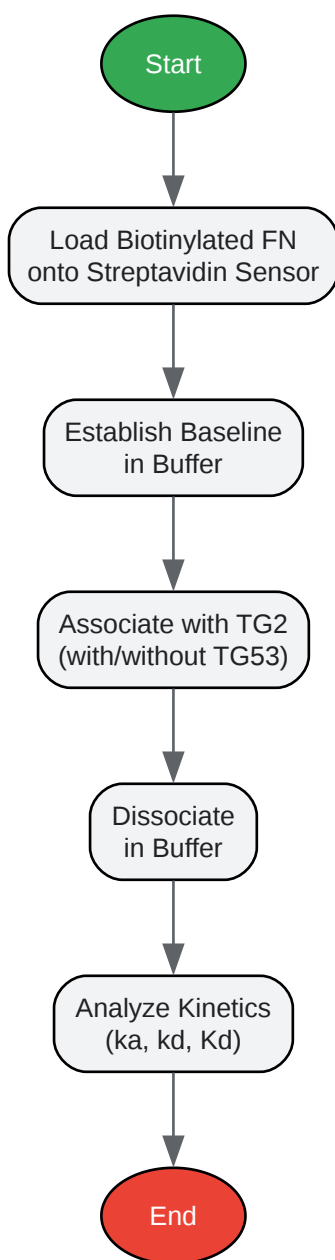 Start
Load Biotinylated FN
onto Streptavidin Sensor
Establish Baseline
in Buffer
Associate with TG2
(with/without TG53)
Dissociate
in Buffer
Analyze Kinetics
(ka, kd, Kd)
End